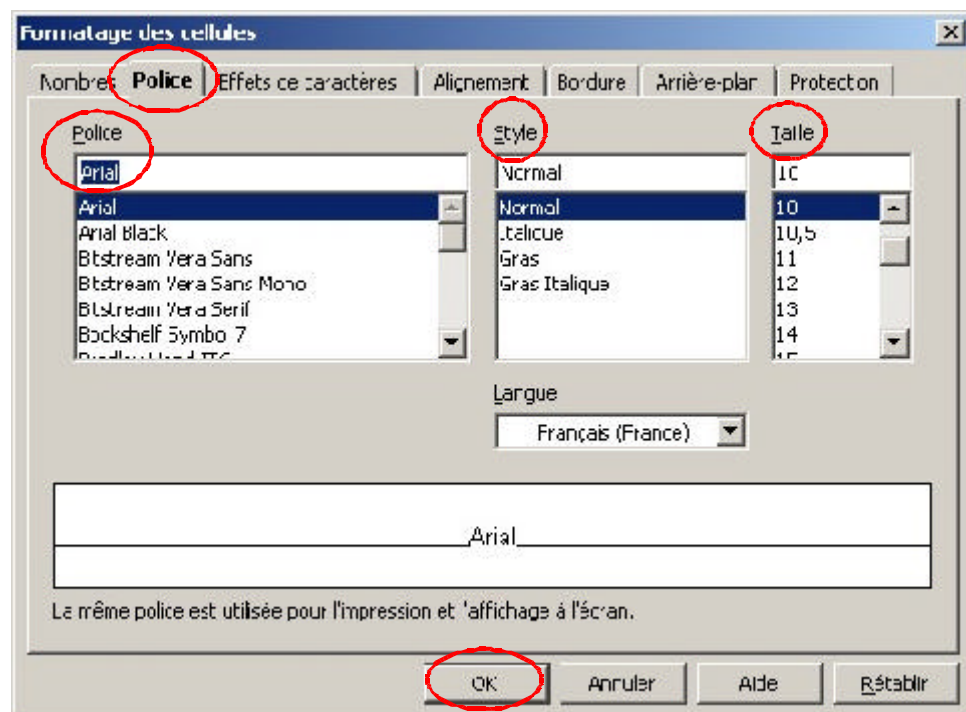 Formatage des cellules
Nombres Police Effets de caractères Alignement Bordure Arrière-plan Protection
Police Style Taille
Arial Normal 10
Arial Normal 10
Arial Black Italique 10,5
Bitstream Vera Sans Gras 11
Bitstream Vera Sans Mono Gras Italique 12
Bitstream Vera Serif 13
Bookshelf Symbol 7 14
Langue
Français (France)
Arial
La même police est utilisée pour l'impression et l'affichage à l'écran.
OK Annuler Aide Rétablir